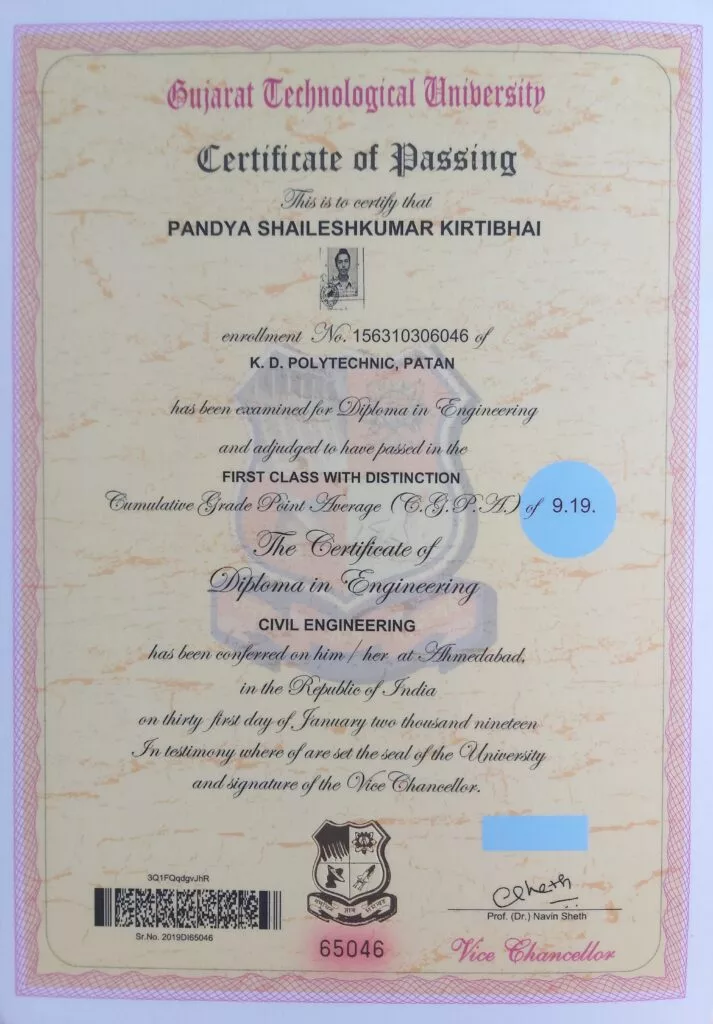 Gujarat Technological University
Certificate of Passing
This is to certify that
PANDYA SHAILESHKUMAR KIRTIBHAI
enrollment No. 156310306046 of
K. D. POLYTECHNIC, PATAN
has been examined for Diploma in Engineering
and adjudged to have passed in the
FIRST CLASS WITH DISTINCTION
Cumulative Grade Point Average (C.G.P.A.) of 9.19.
The Certificate of
Diploma in Engineering
CIVIL ENGINEERING
has been conferred on him / her at Ahmedabad,
in the Republic of India
on thirty first day of January two thousand nineteen
In testimony where of are set the seal of the University
and signature of the Vice Chancellor.
3Q1FQqdgvJhR
Sr.No. 2019DI65046
65046
Prof. (Dr.) Navin Sheth
Vice Chancellor